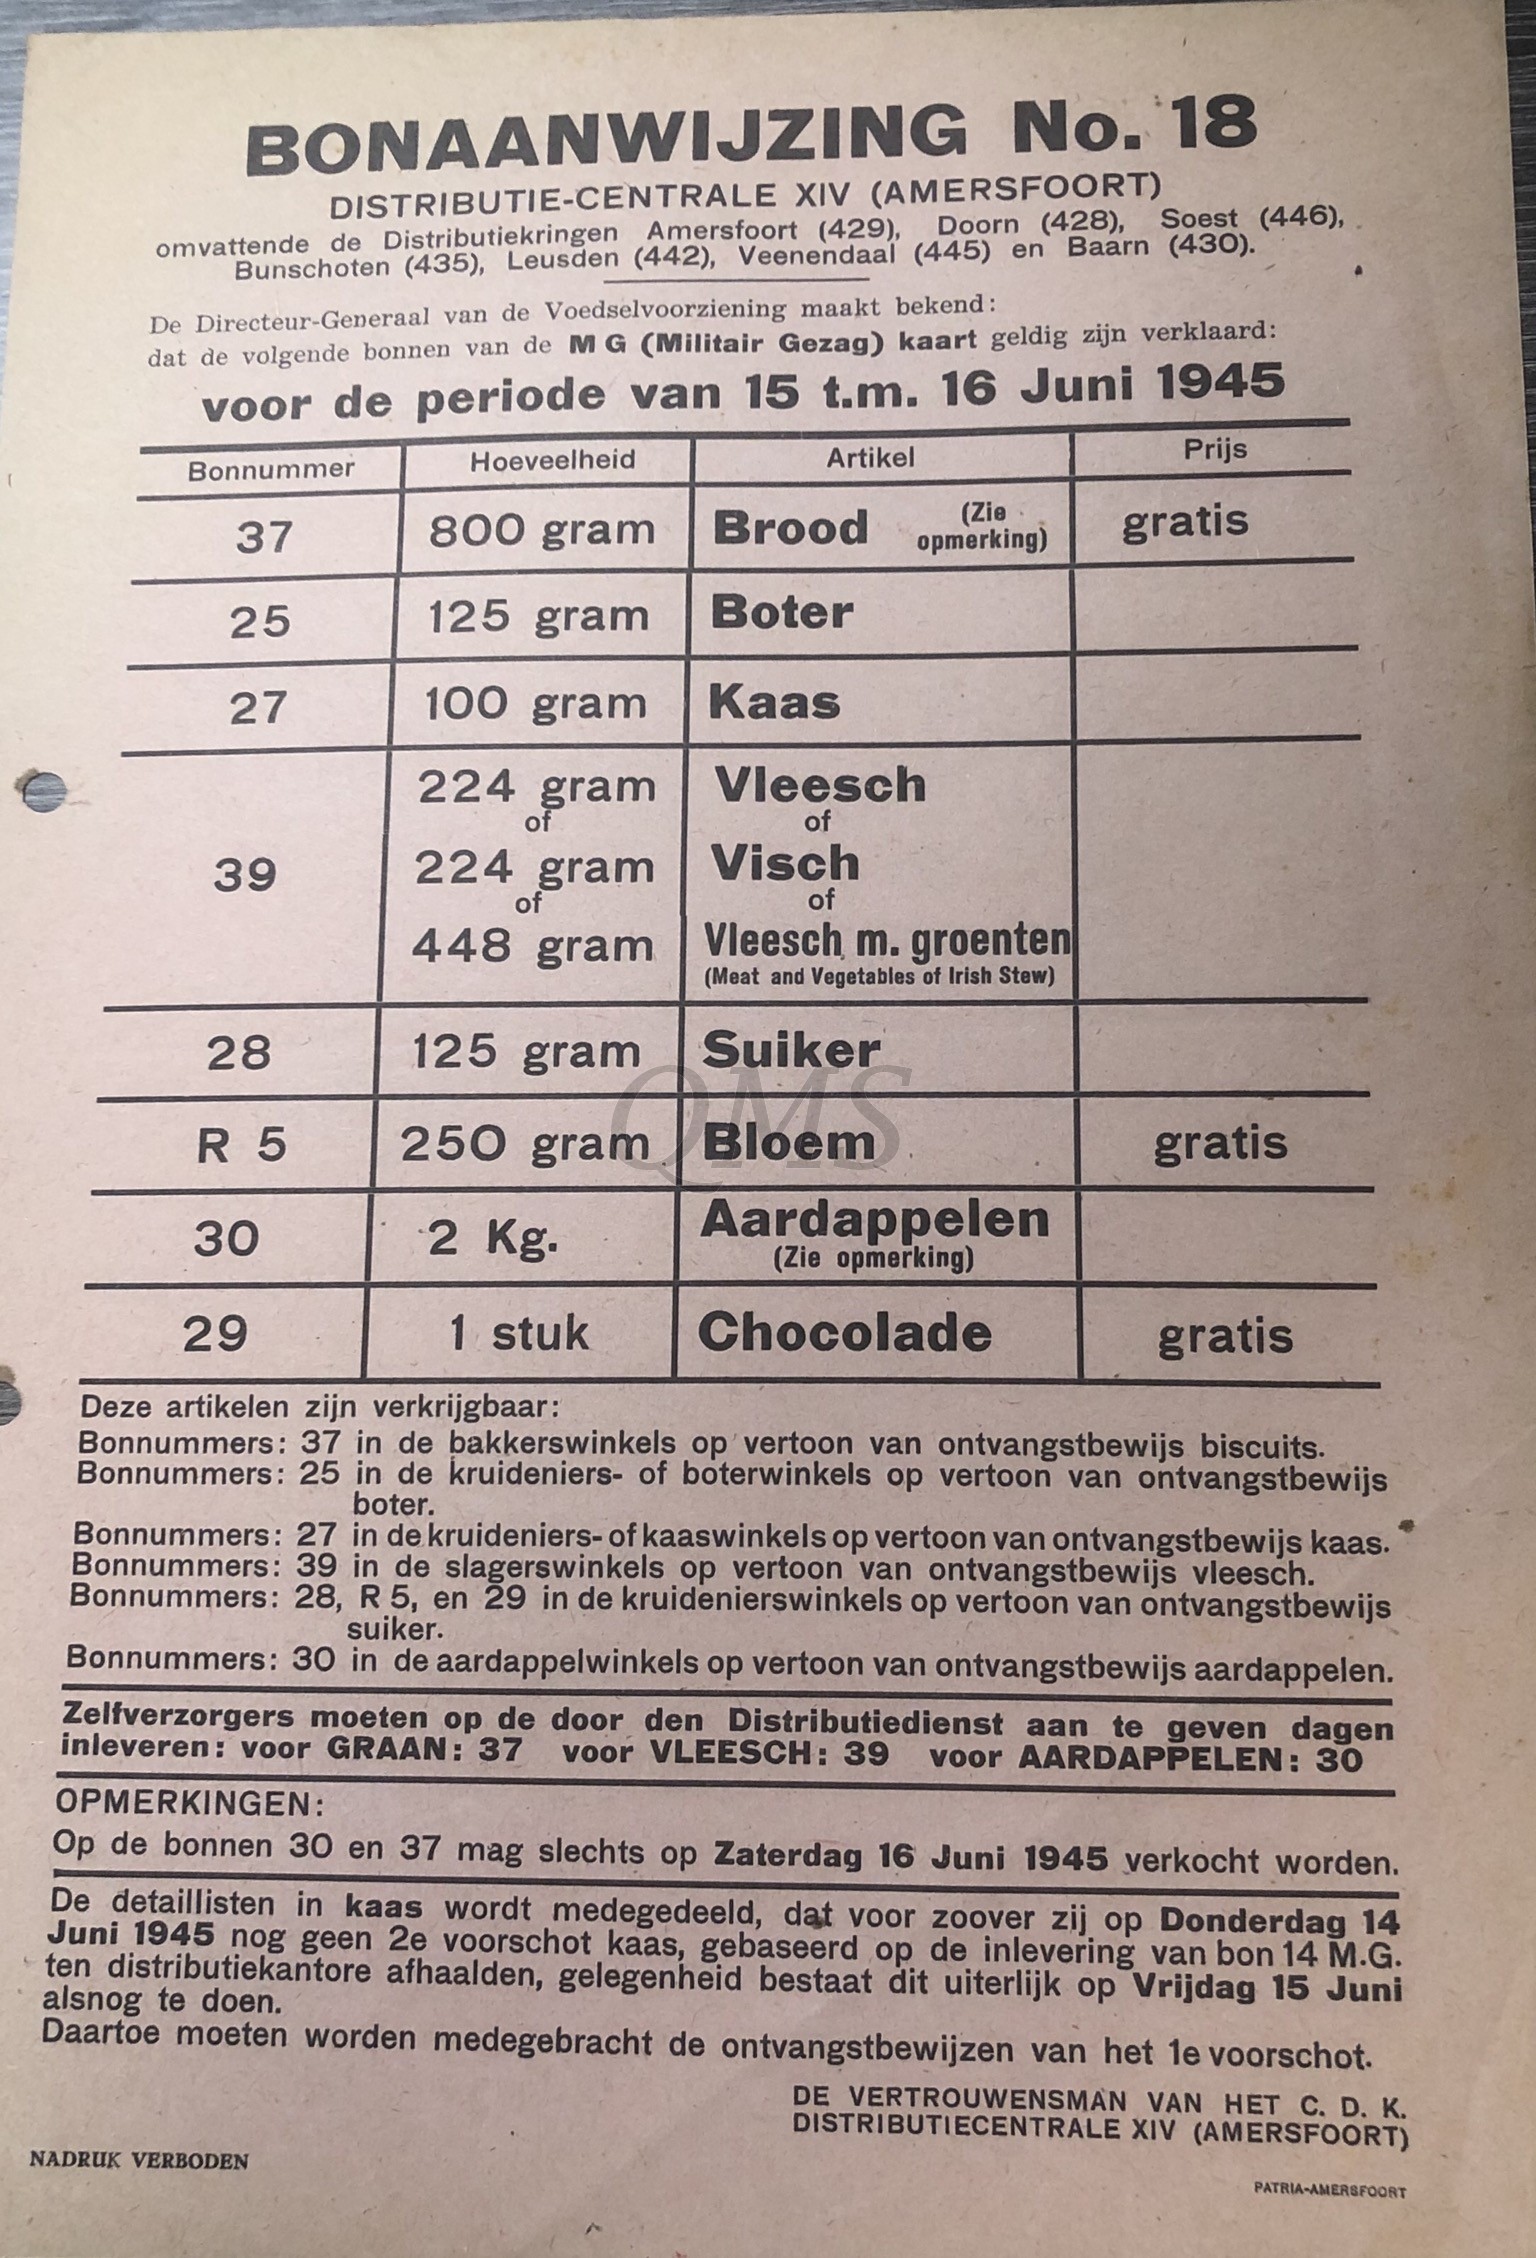 BONAANWIJZING No. 18
DISTRIBUTIE-CENTRALE XIV (AMERSFOORT)
omvattende de Distributiekringen Amersfoort (429), Doorn (428), Soest (446),
Bunschoten (435), Leusden (442), Veenendaal (445) en Baarn (430).
De Directeur-Generaal van de Voedselvoorziening maakt bekend:
dat de volgende bonnen van de M G (Militair Gezag) kaart geldig zijn verklaard:
voor de periode van 15 t.m. 16 Juni 1945
Bonnummer Hoeveelheid Artikel Prijs
37 800 gram Brood (Zie opmerking) gratis
25 125 gram Boter
27 100 gram Kaas
224 gram Vleesch
of of
39 224 gram Visch
of of
448 gram Vleesch m. groenten
(Meat and Vegetables of Irish Stew)
28 125 gram Suiker
QMS
R 5 250 gram Bloem gratis
30 2 Kg. Aardappelen
(Zie opmerking)
29 1 stuk Chocolade gratis
Deze artikelen zijn verkrijgbaar:
Bonnummers: 37 in de bakkerswinkels op vertoon van ontvangstbewijs biscuits.
Bonnummers: 25 in de kruideniers- of boterwinkels op vertoon van ontvangstbewijs
boter.
Bonnummers: 27 in de kruideniers- of kaaswinkels op vertoon van ontvangstbewijs kaas.
Bonnummers: 39 in de slagerswinkels op vertoon van ontvangstbewijs vleesch.
Bonnummers: 28, R 5, en 29 in de kruidenierswinkels op vertoon van ontvangstbewijs
suiker.
Bonnummers: 30 in de aardappelwinkels op vertoon van ontvangstbewijs aardappelen.
Zelfverzorgers moeten op de door den Distributiedienst aan te geven dagen
inleveren: voor GRAAN: 37 voor VLEESCH: 39 voor AARDAPPELEN: 30
OPMERKINGEN:
Op de bonnen 30 en 37 mag slechts op Zaterdag 16 Juni 1945 verkocht worden.
De detaillisten in kaas wordt medegedeeld, dat voor zoover zij op Donderdag 14
Juni 1945 nog geen 2e voorschot kaas, gebaseerd op de inlevering van bon 14 M.G.
ten distributiekantore afhaalden, gelegenheid bestaat dit uiterlijk op Vrijdag 15 Juni
alsnog te doen.
Daartoe moeten worden medegebracht de ontvangstbewijzen van het 1e voorschot.
DE VERTROUWENSMAN VAN HET C. D. K.
DISTRIBUTIECENTRALE XIV (AMERSFOORT)
NADRUK VERBODEN
PATRIA-AMERSFOORT